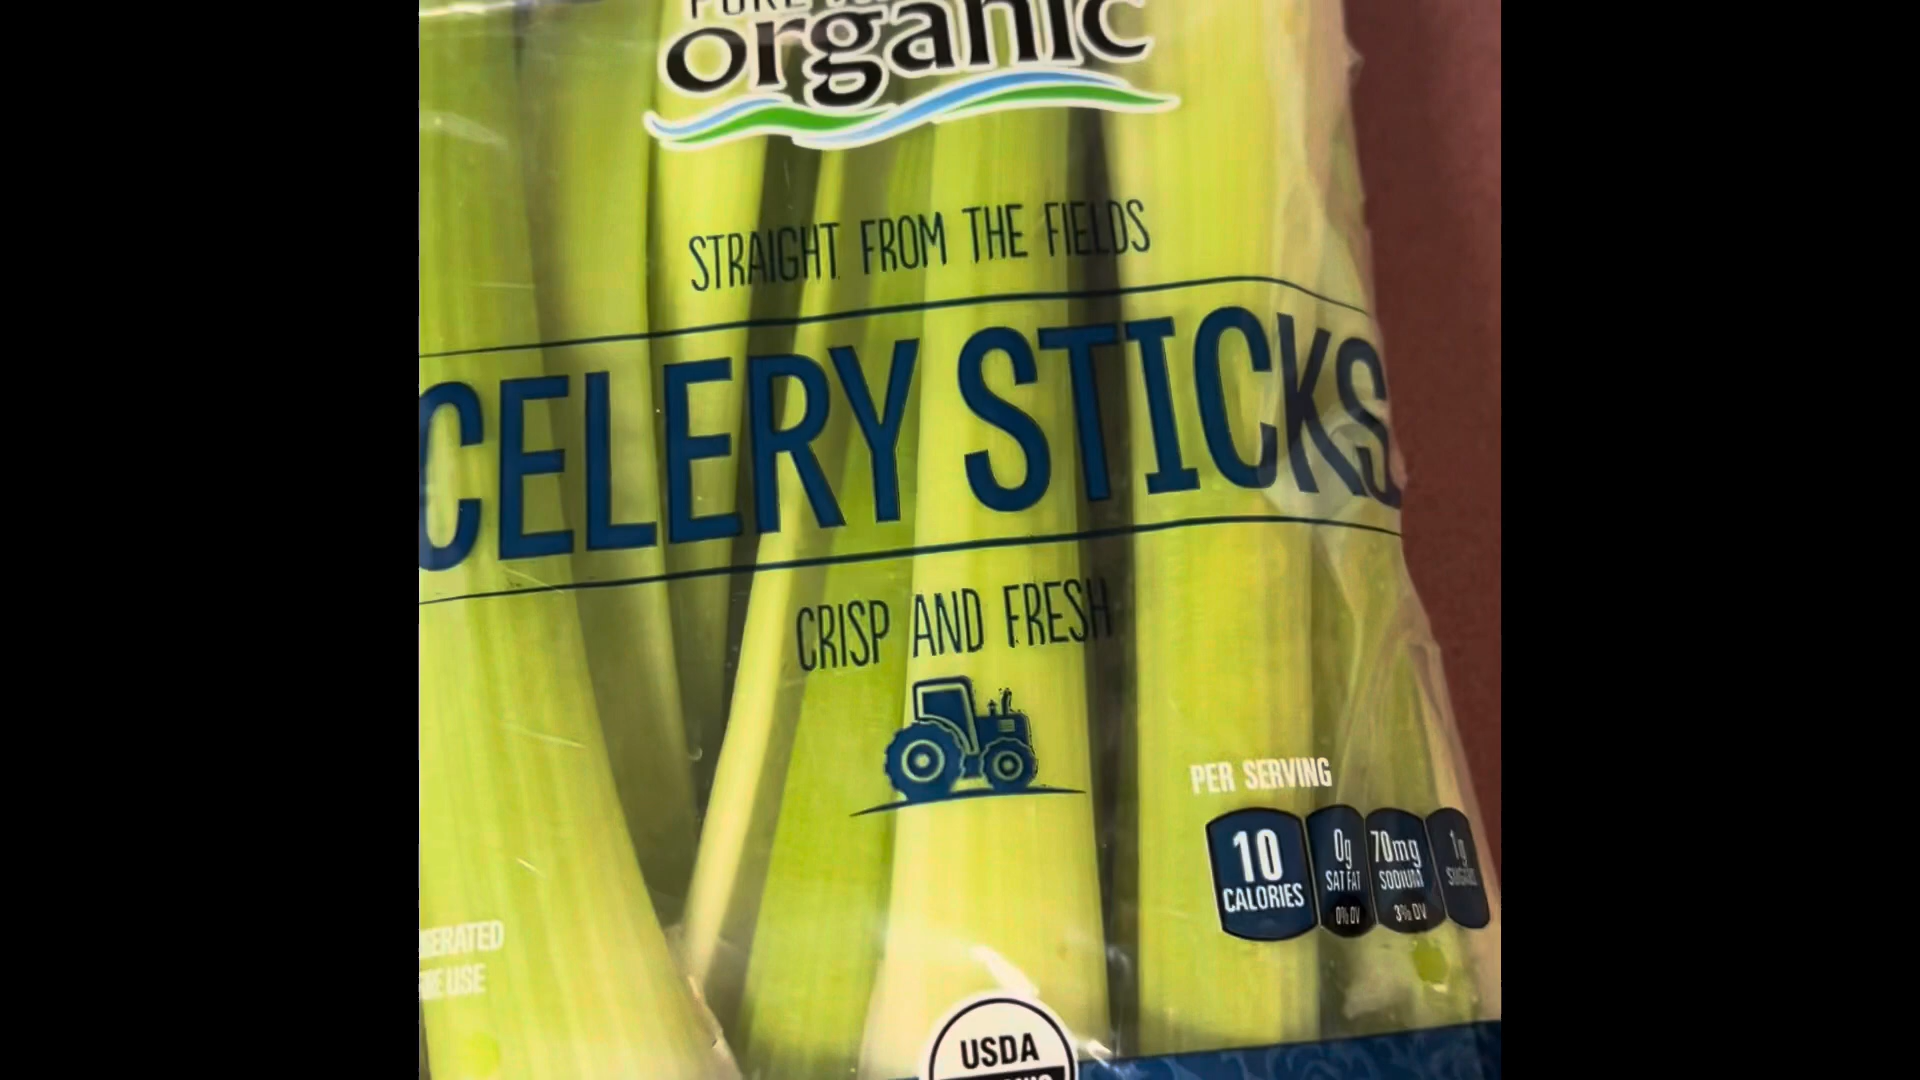 organic
STRAIGHT FROM THE FIELDS
CELERY STICKS
CRISP AND FRESH
PER SERVING
10 CALORIES
0g SAT FAT 0% DV
70mg SODIUM 3% DV
1g SUGARS
USE
USDA